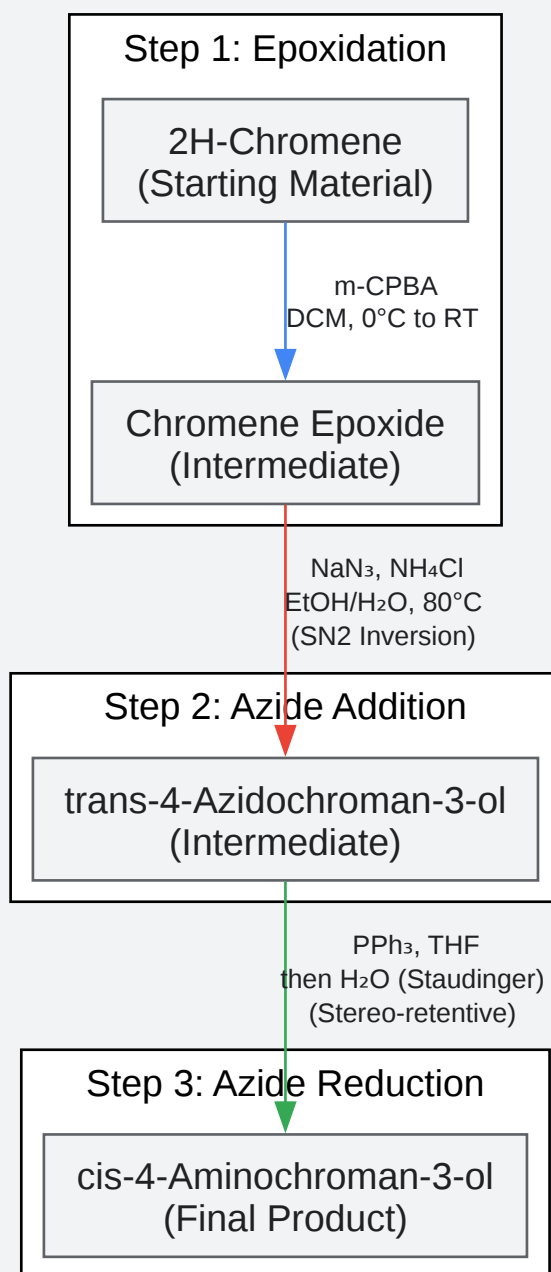 Step 1: Epoxidation
2H-Chromene
(Starting Material)
m-CPBA
DCM, 0°C to RT
Chromene Epoxide
(Intermediate)
NaN₃, NH₄Cl
EtOH/H₂O, 80°C
(SN2 Inversion)
Step 2: Azide Addition
trans-4-Azidochroman-3-ol
(Intermediate)
PPh₃, THF
then H₂O (Staudinger)
(Stereo-retentive)
Step 3: Azide Reduction
cis-4-Aminochroman-3-ol
(Final Product)